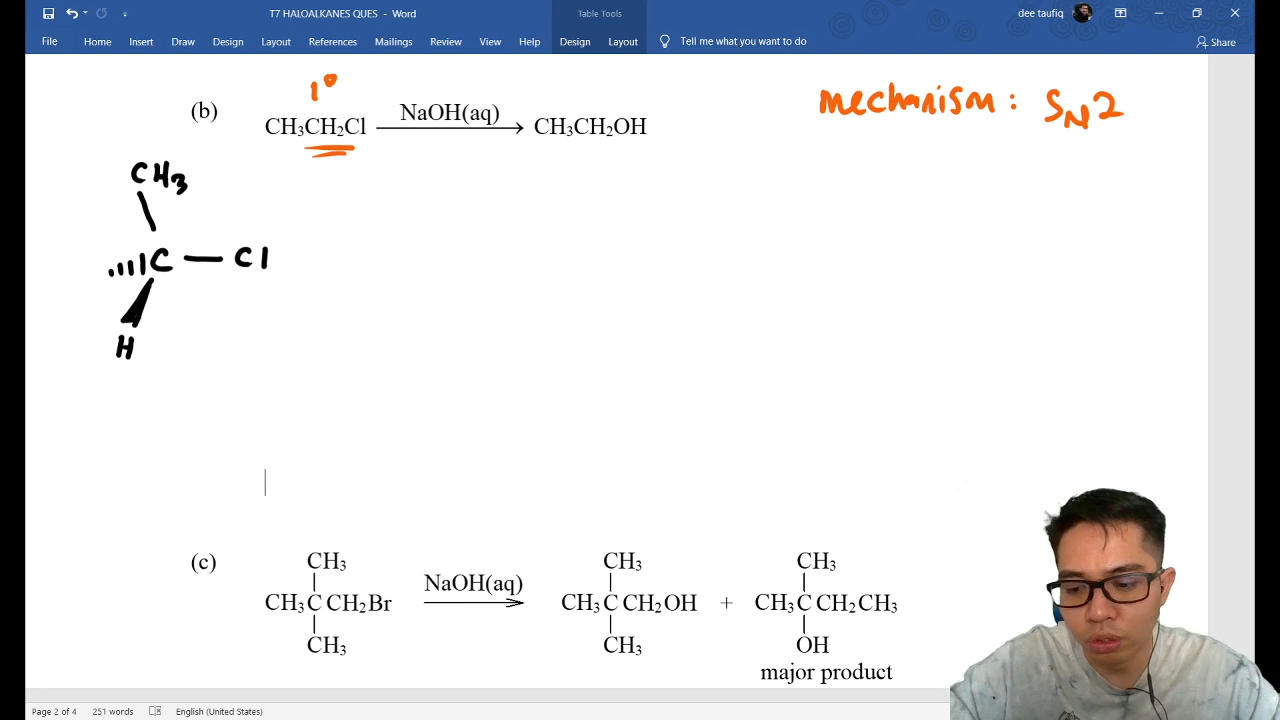 T7 HALOALKANES QUES - Word
Table Tools
dee taufiq
File Home Insert Draw Design Layout References Mailings Review View Help Design Layout Tell me what you want to do Share
1°
mechanism : SN2
(b) CH3CH2Cl NaOH(aq) CH3CH2OH
CH3
C — Cl
H
(c)
CH3 CH3 CH3
NaOH(aq)
CH3C CH2Br CH3C CH2OH + CH3C CH2CH3
CH3 CH3 OH
major product
Page 2 of 4 251 words English (United States)